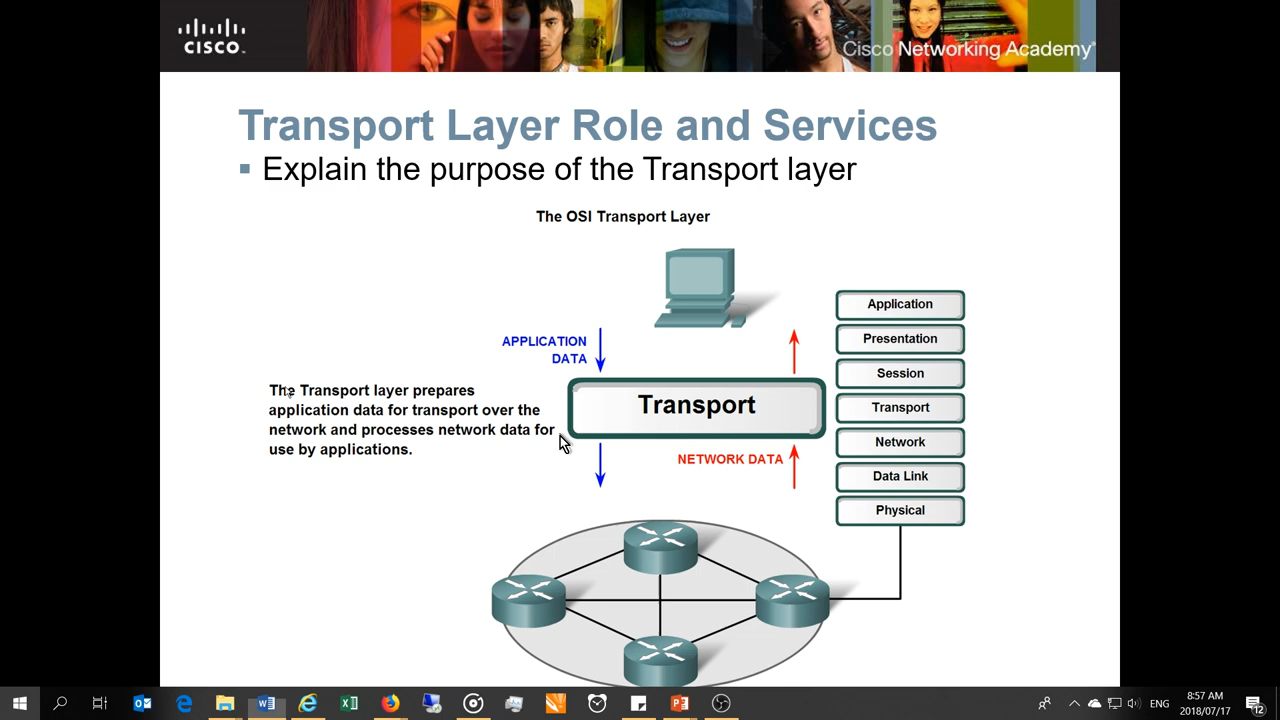 CISCO
Cisco Networking Academy®
Transport Layer Role and Services
▪ Explain the purpose of the Transport layer
The OSI Transport Layer
APPLICATION
DATA
The Transport layer prepares
application data for transport over the
network and processes network data for
use by applications.
Transport
NETWORK DATA
Application
Presentation
Session
Transport
Network
Data Link
Physical
ENG
8:57 AM
2018/07/17
12